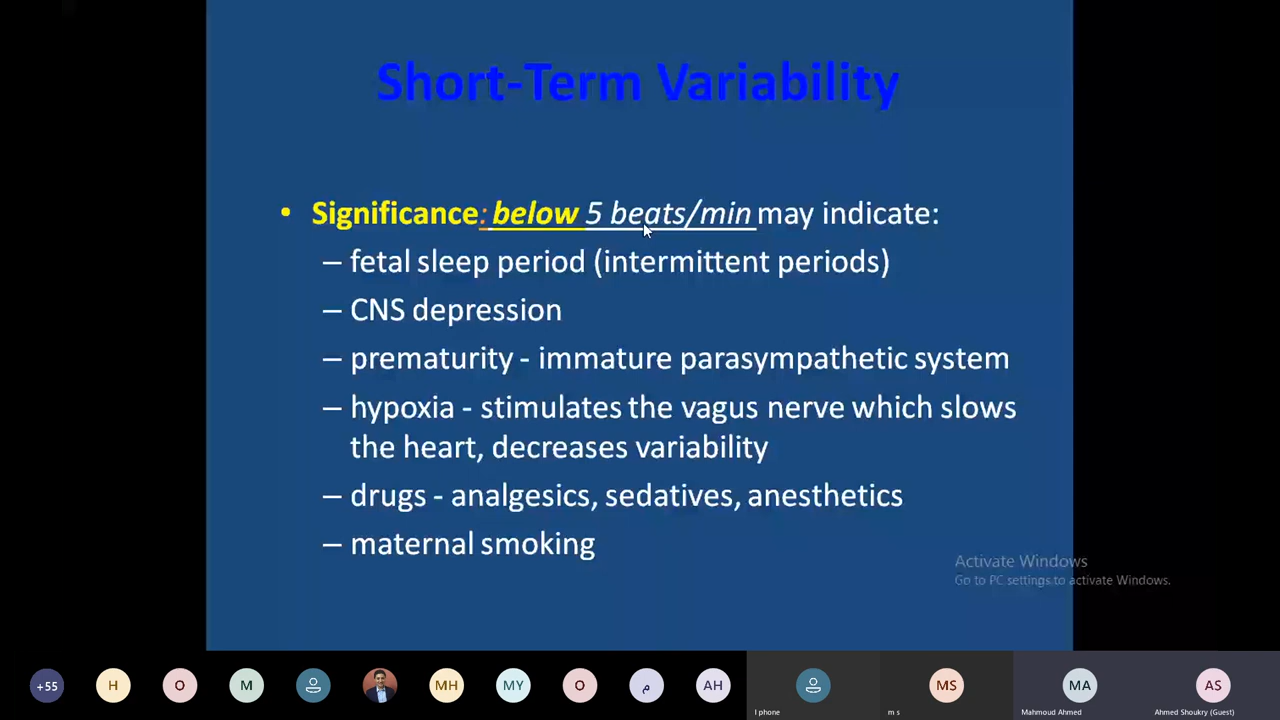 Short-Term Variability
• Significance: below 5 beats/min may indicate:
– fetal sleep period (intermittent periods)
– CNS depression
– prematurity - immature parasympathetic system
– hypoxia - stimulates the vagus nerve which slows
the heart, decreases variability
– drugs - analgesics, sedatives, anesthetics
– maternal smoking
Activate Windows
Go to PC settings to activate Windows.
+55 H O M MH MY O م AH MS MA AS
I phone m s Mahmoud Ahmed Ahmed Shoukry (Guest)